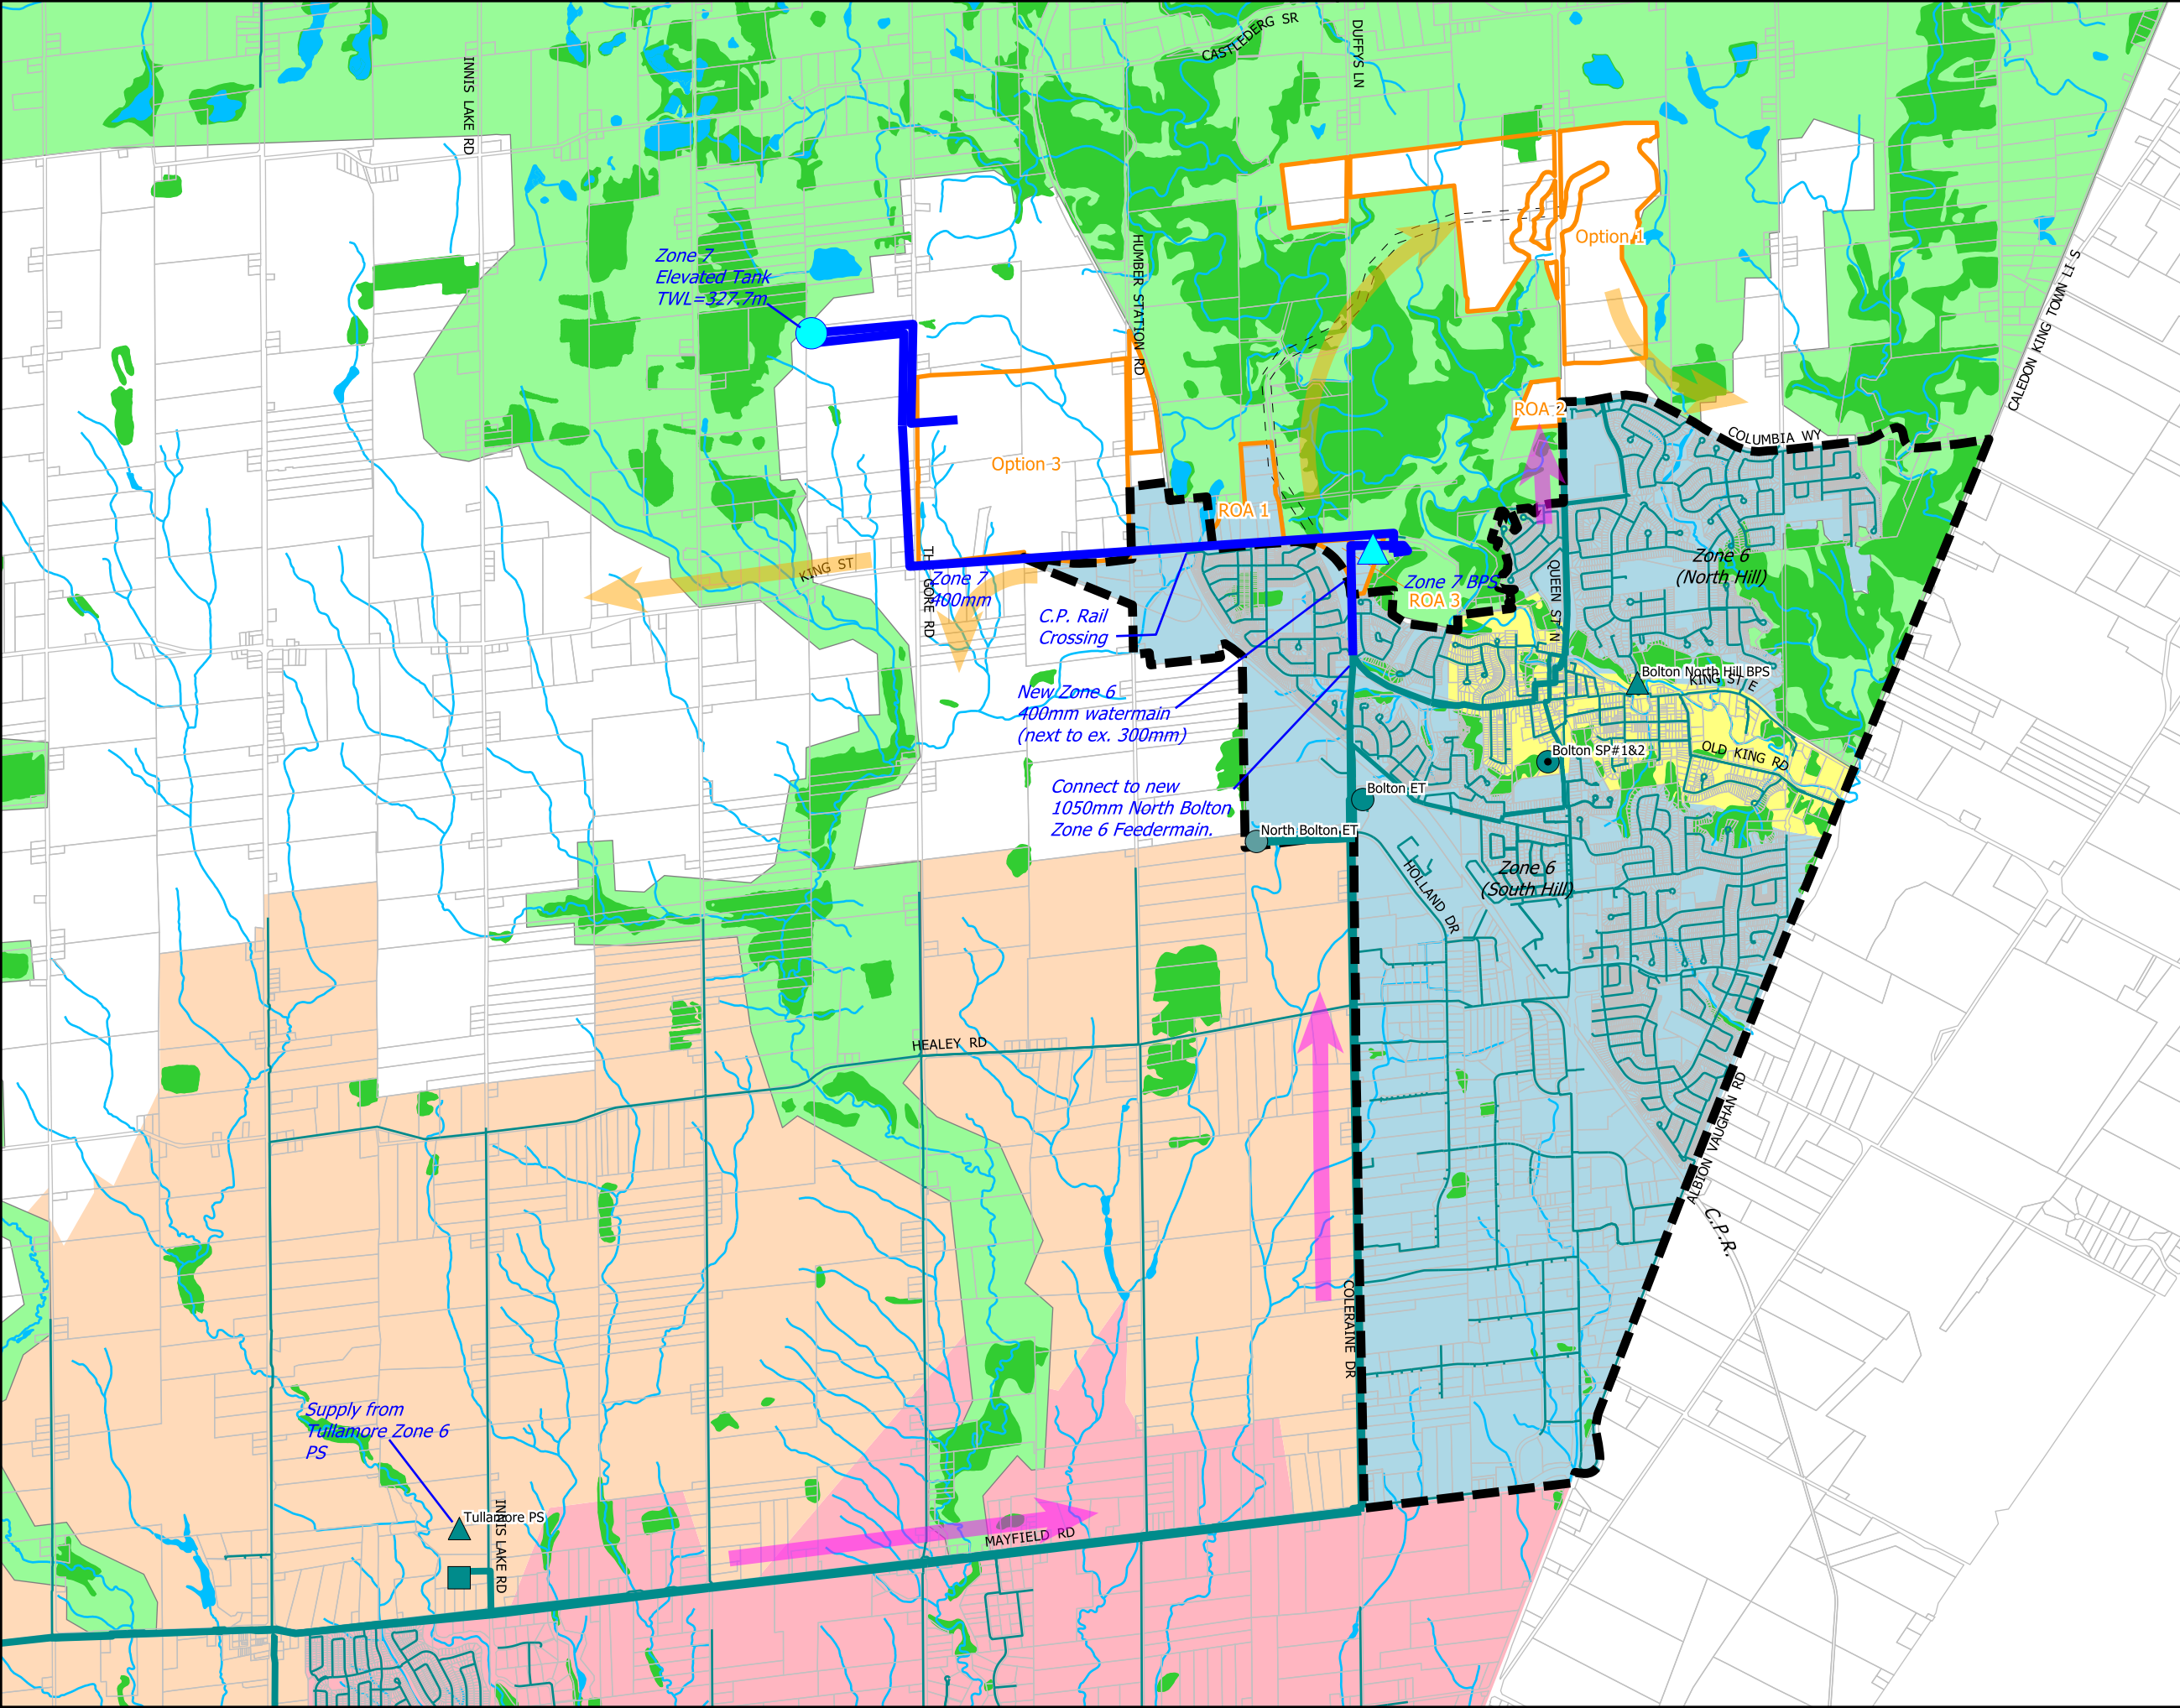 CASTLEDERG SR
DUFFYS LN
INNIS LAKE RD
HUMBER STATION RD
CALEDON KING TOWN LI S
Option 1
Zone 7
Elevated Tank
TWL=327.7m
ROA 2
COLUMBIA WY
Option 3
ROA 1
KING ST
THE GORE RD
Zone 7
400mm
C.P. Rail
Crossing
Zone 7 BPS
ROA 3
QUEEN ST N
Zone 6
(North Hill)
Bolton North Hill BPS
KING ST E
New Zone 6
400mm watermain
(next to ex. 300mm)
OLD KING RD
Bolton SP#1&2
Connect to new
1050mm North Bolton
Zone 6 Feedermain.
Bolton ET
North Bolton ET
HOLLAND DR
Zone 6
(South Hill)
HEALEY RD
ALBION VAUGHAN RD
C.P.R.
COLERAINE DR
Supply from
Tullamore Zone 6
PS
Tullamore PS
INNIS LAKE RD
MAYFIELD RD